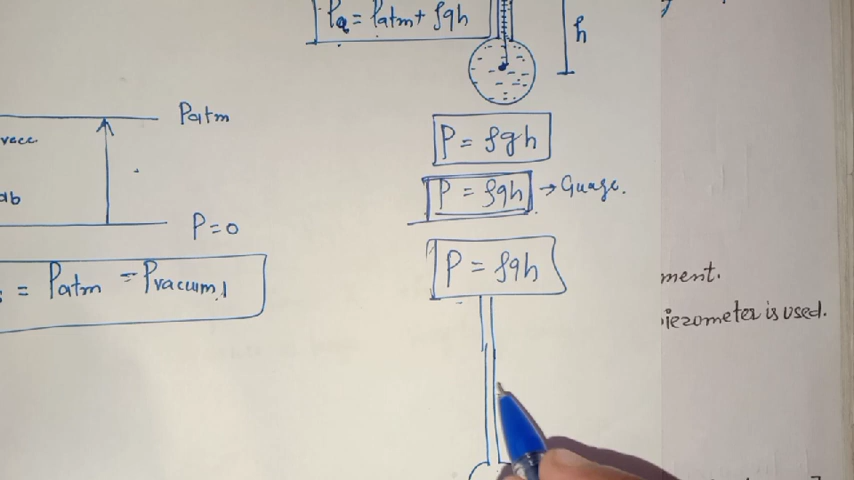 Pa = Patm + ρgh
h
Patm
vacc.
ab
P = 0
P = ρgh
P = ρgh → Guage.
P = ρgh
= Patm - Pvacum,
ment.
iezometer is used.